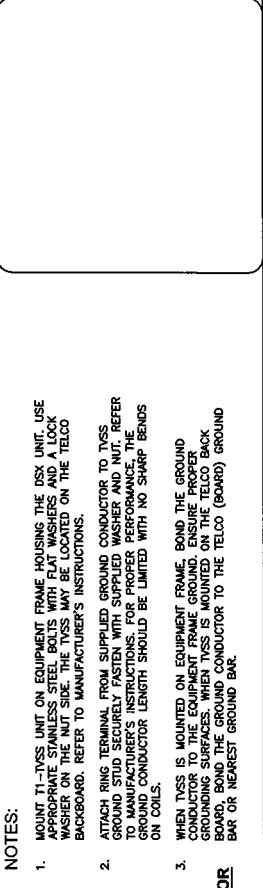 NOTES:
1. MOUNT T1-TVSS UNIT ON EQUIPMENT FRAME HOUSING THE DSX UNIT. USE
APPROPRIATE STAINLESS STEEL BOLTS WITH FLAT WASHERS AND A LOCK
WASHER ON THE NUT SIDE. THE TVSS MAY BE LOCATED ON THE TELCO
BACKBOARD. REFER TO MANUFACTURER'S INSTRUCTIONS.
2. ATTACH RING TERMINAL FROM SUPPLIED GROUND CONDUCTOR TO TVSS
GROUND STUD SECURELY FASTEN WITH SUPPLIED WASHER AND NUT. REFER
TO MANUFACTURER'S INSTRUCTIONS. FOR PROPER PERFORMANCE, THE
GROUND CONDUCTOR LENGTH SHOULD BE LIMITED WITH NO SHARP BENDS
ON COILS.
3. WHEN TVSS IS MOUNTED ON EQUIPMENT FRAME, BOND THE GROUND
CONDUCTOR TO THE EQUIPMENT FRAME GROUND. ENSURE PROPER
GROUNDING SURFACES. WHEN TVSS IS MOUNTED ON THE TELCO BACK
BOARD, BOND THE GROUND CONDUCTOR TO THE TELCO (BOARD) GROUND
BAR OR NEAREST GROUND BAR.
OR